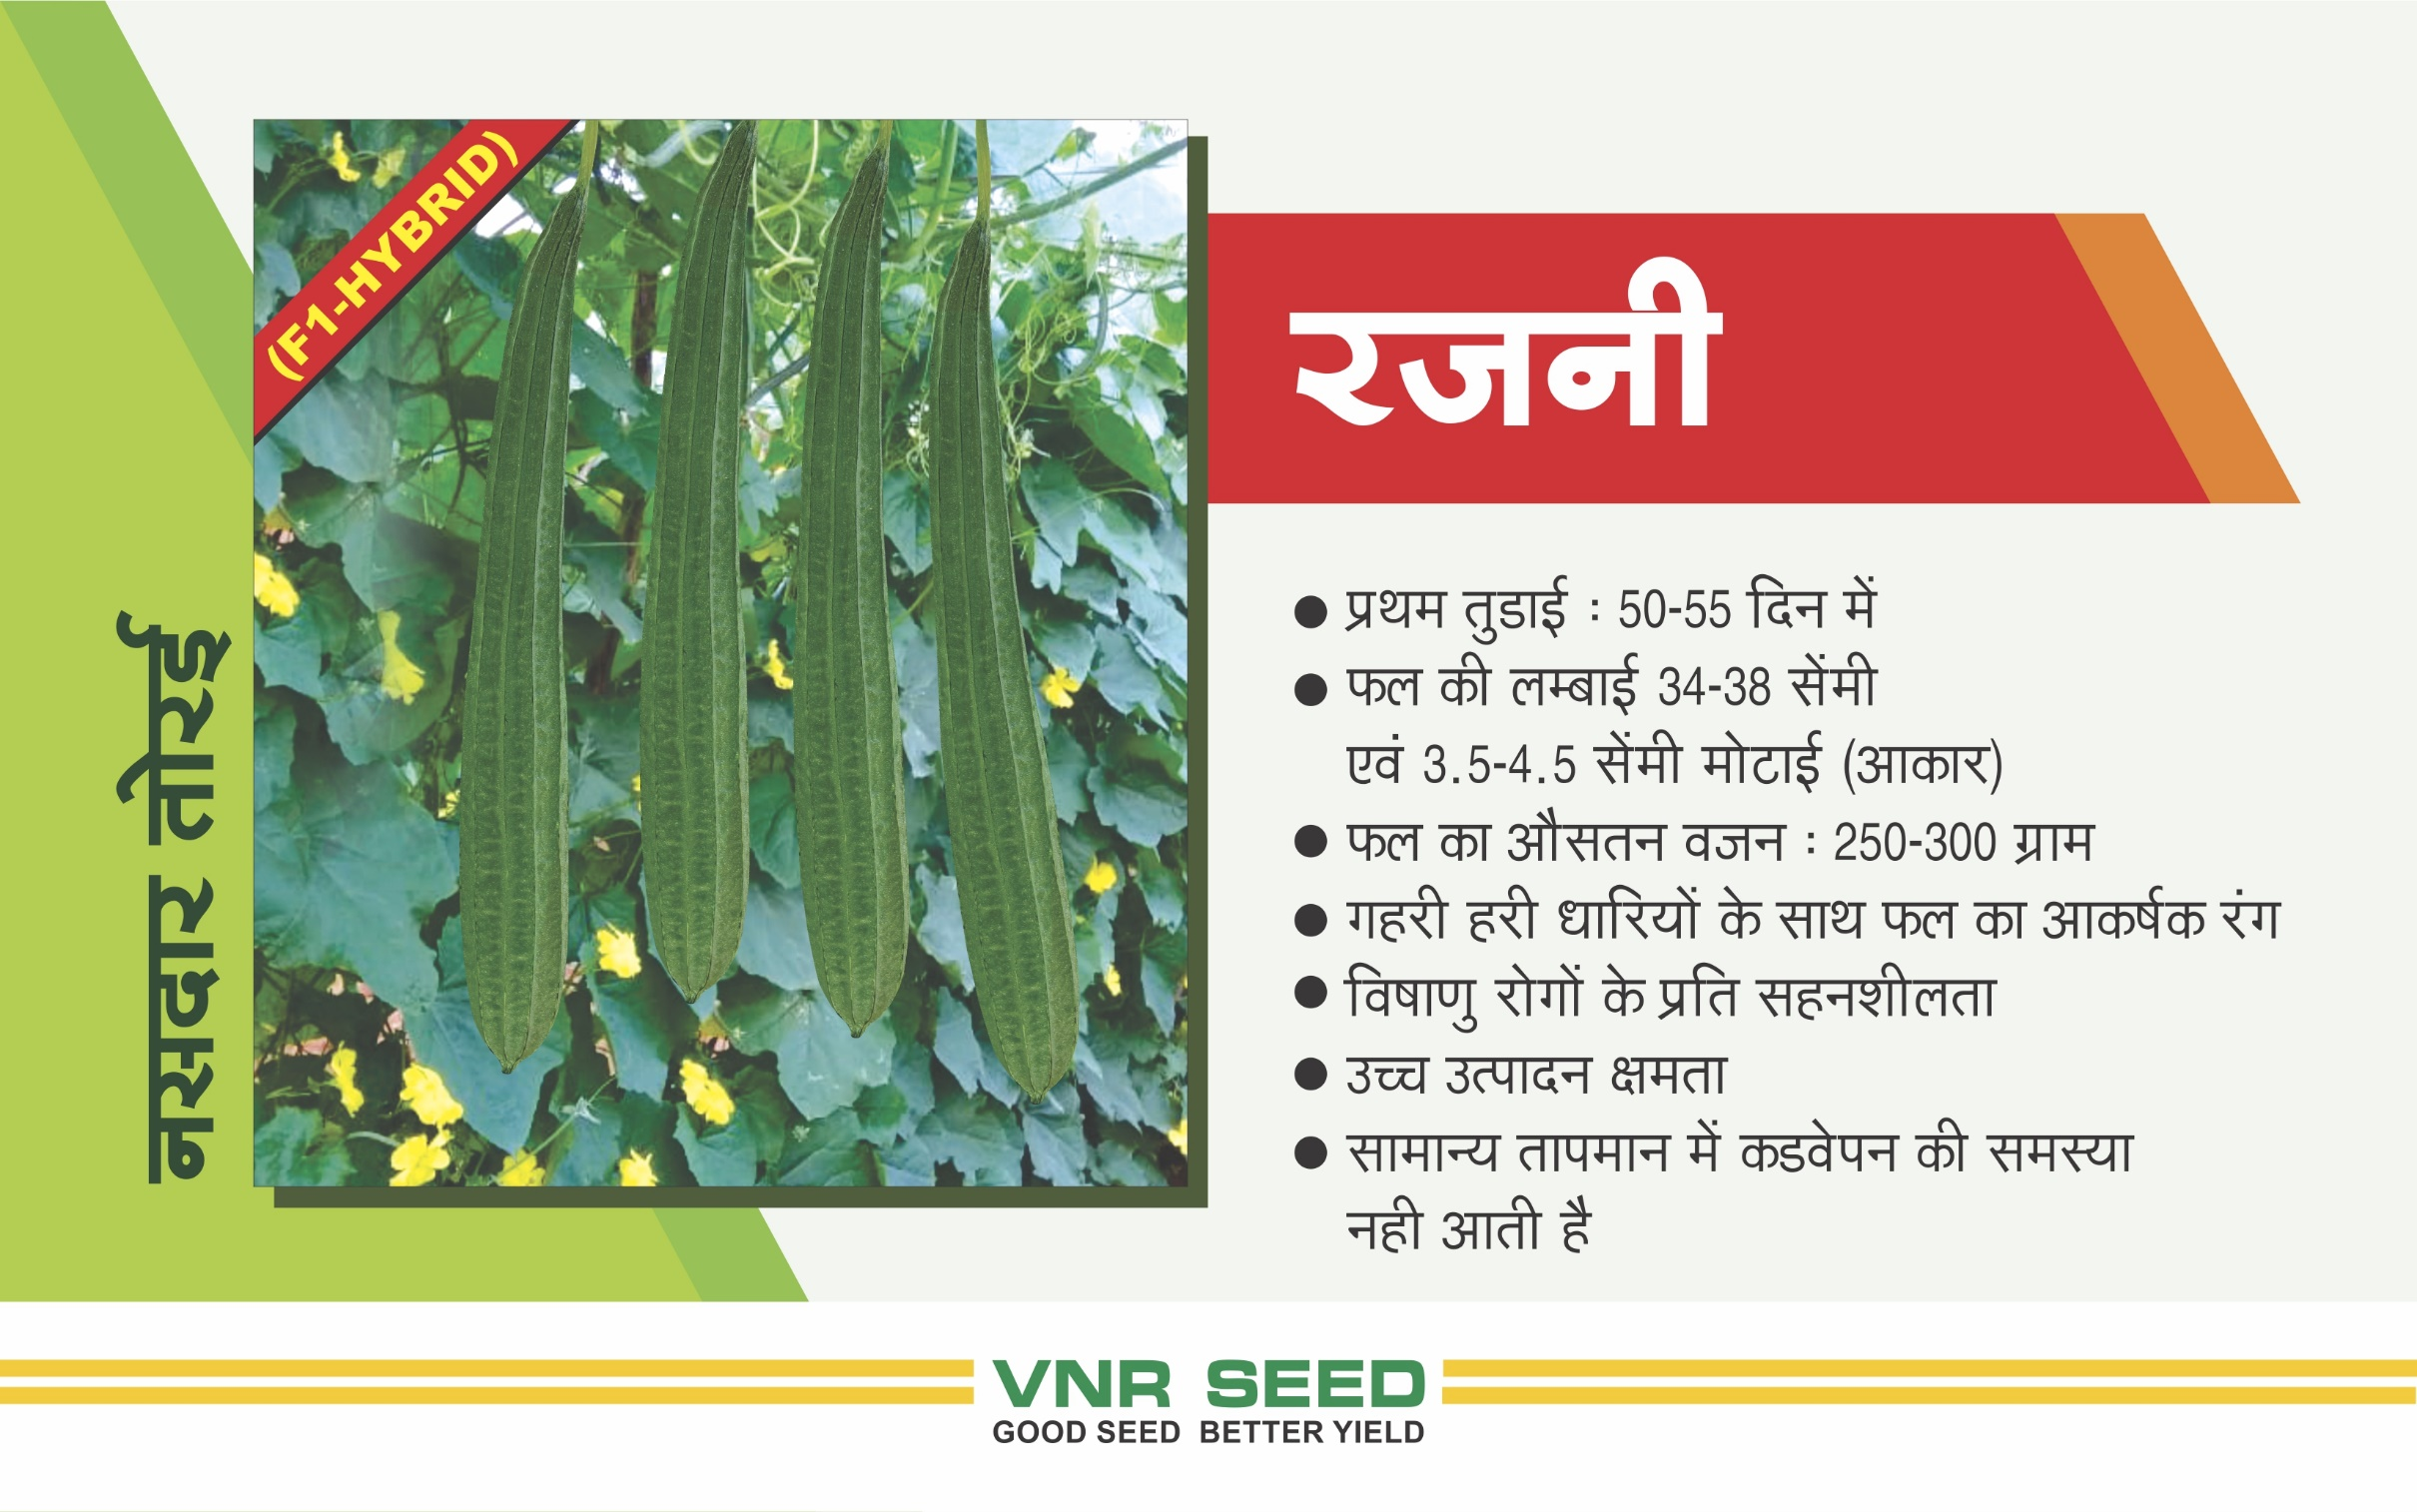 (F1-HYBRID)
नसदार तोरई
रजनी
● प्रथम तुडाई : 50-55 दिन में
● फल की लम्बाई 34-38 सेंमी
एवं 3.5-4.5 सेंमी मोटाई (आकार)
● फल का औसतन वजन : 250-300 ग्राम
● गहरी हरी धारियों के साथ फल का आकर्षक रंग
● विषाणु रोगों के प्रति सहनशीलता
● उच्च उत्पादन क्षमता
● सामान्य तापमान में कडवेपन की समस्या
नही आती है
VNR SEED
GOOD SEED BETTER YIELD